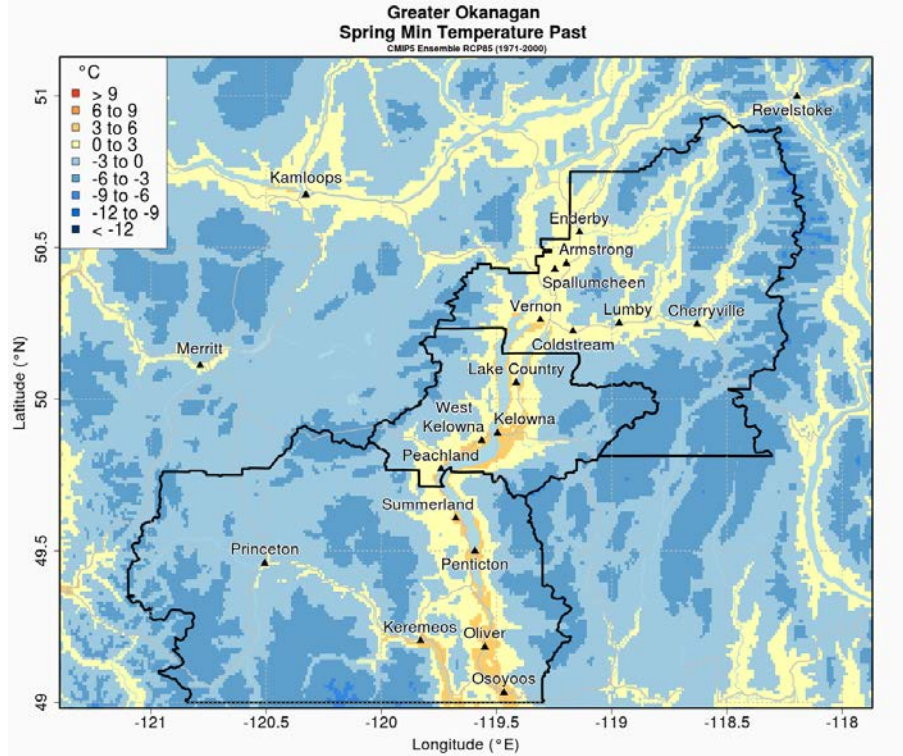 Greater Okanagan
Spring Min Temperature Past
CMIP5 Ensemble RCP85 (1971-2000)
°C
> 9
6 to 9
3 to 6
0 to 3
-3 to 0
-6 to -3
-9 to -6
-12 to -9
< -12
51
50.5
50
49.5
49
Latitude (°N)
Revelstoke
Kamloops
Enderby
Armstrong
Spallumcheen
Vernon
Lumby
Cherryville
Coldstream
Merritt
Lake Country
West
Kelowna
Kelowna
Peachland
Summerland
Princeton
Penticton
Keremeos
Oliver
Osoyoos
-121
-120.5
-120
-119.5
-119
-118.5
-118
Longitude (°E)